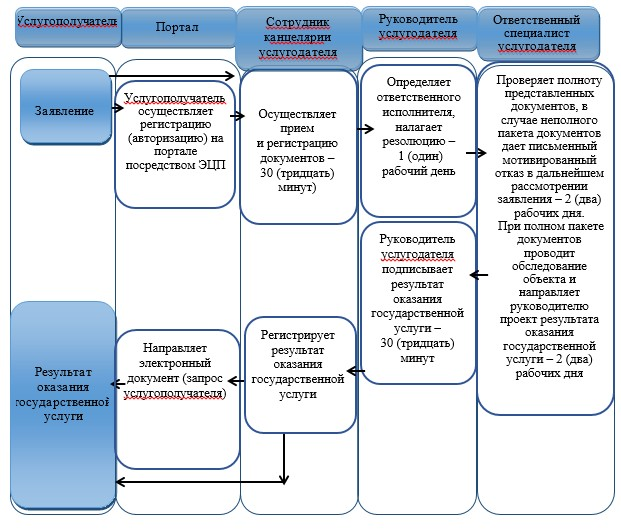 Услугополучатель
Портал
Сотрудник
канцелярии
услугодателя
Руководитель
услугодателя
Ответственный
специалист
услугодателя
Заявление
Услугополучатель
осуществляет
регистрацию
(авторизацию) на
портале
посредством ЭЦП
Осуществляет
прием
и регистрацию
документов –
30 (тридцать)
минут)
Определяет
ответственного
исполнителя,
налагает
резолюцию –
1 (один)
рабочий день
Проверяет полноту
представленных
документов, в
случае неполного
пакета документов
дает письменный
мотивированный
отказ в дальнейшем
рассмотрении
заявления – 2 (два)
рабочих дня.
При полном пакете
документов
проводит
обследование
объекта и
направляет
руководителю
проект результата
оказания
государственной
услуги – 2 (два)
рабочих дня
Руководитель
услугодателя
подписывает
результат
оказания
государственной
услуги –
30 (тридцать)
минут
Регистрирует
результат
оказания
государственной
услуги
Направляет
электронный
документ (запрос
услугополучателя)
Результат
оказания
государственной
услуги